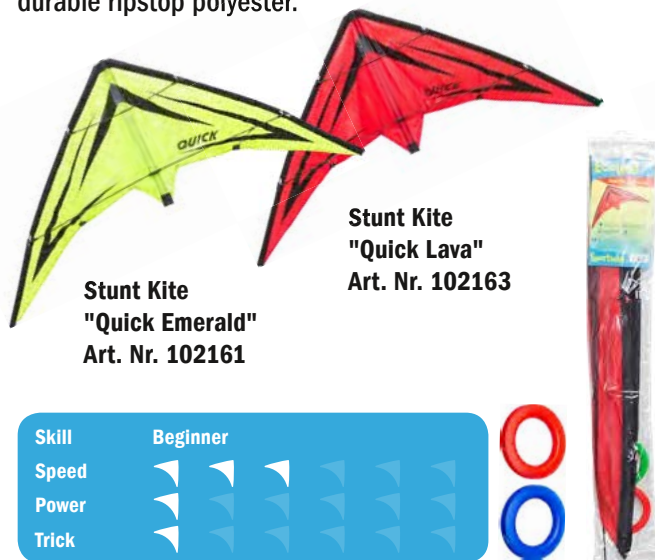 durable ripstop polyester.
QUICK
QUICK
Stunt Kite
"Quick Lava"
Art. Nr. 102163
Stunt Kite
"Quick Emerald"
Art. Nr. 102161
Skill Beginner
Speed
Power
Trick